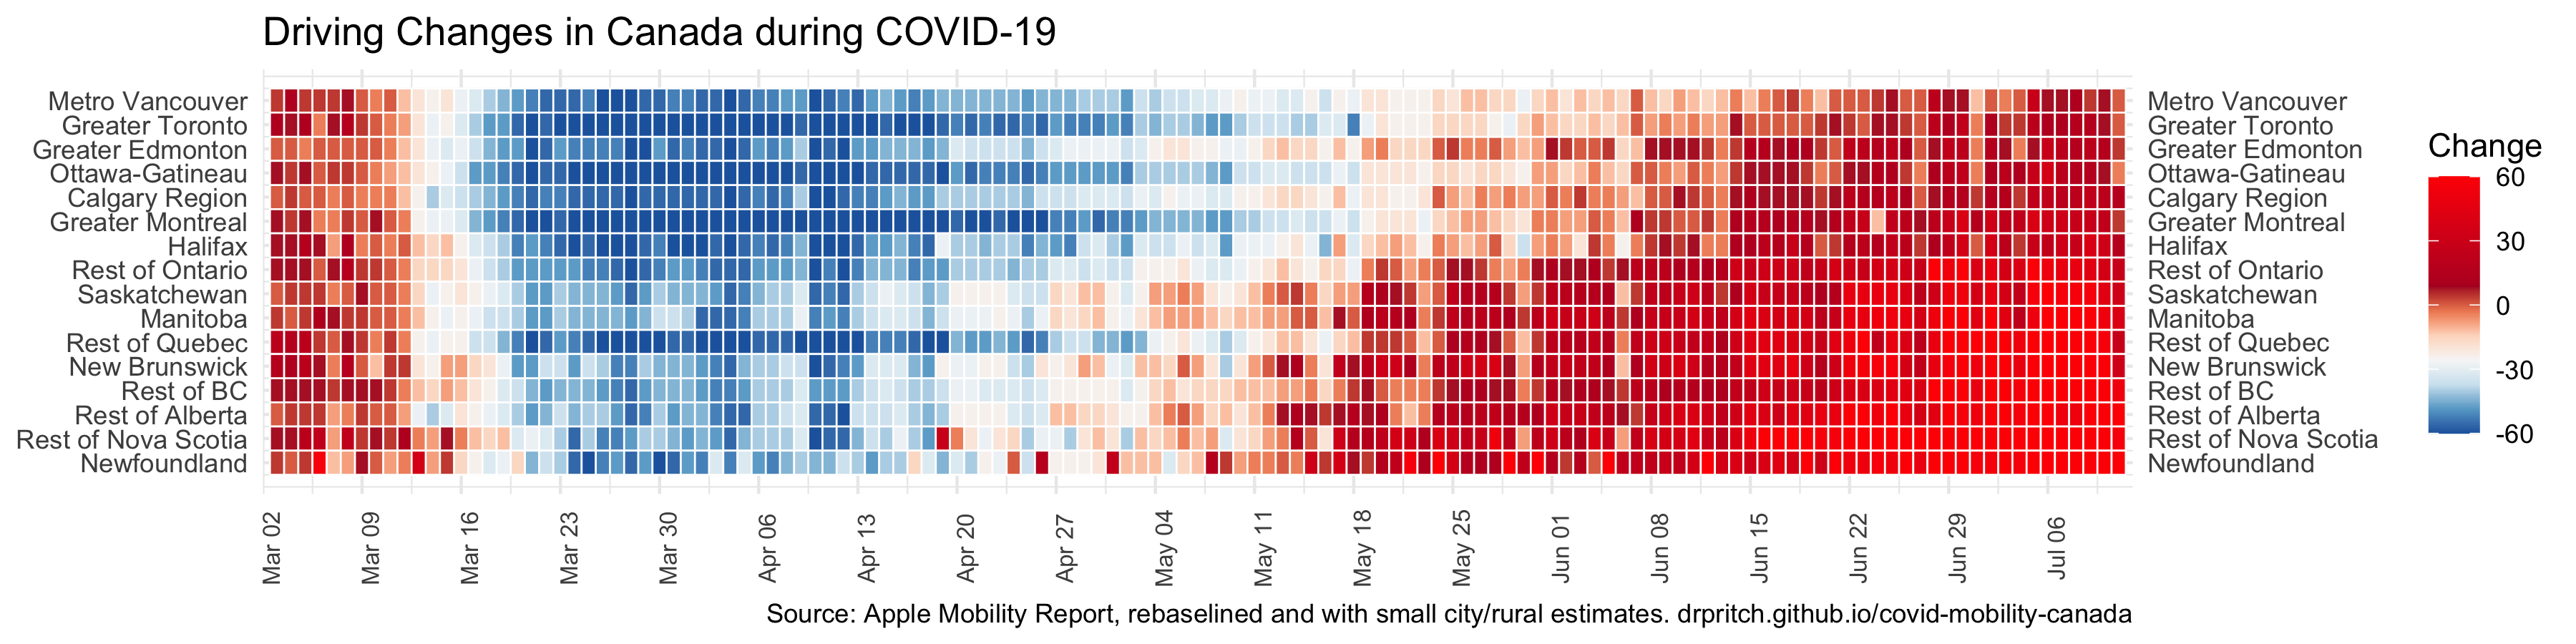 Driving Changes in Canada during COVID-19
Metro Vancouver
Greater Toronto
Greater Edmonton
Ottawa-Gatineau
Calgary Region
Greater Montreal
Halifax
Rest of Ontario
Saskatchewan
Manitoba
Rest of Quebec
New Brunswick
Rest of BC
Rest of Alberta
Rest of Nova Scotia
Newfoundland
Metro Vancouver
Greater Toronto
Greater Edmonton
Ottawa-Gatineau
Calgary Region
Greater Montreal
Halifax
Rest of Ontario
Saskatchewan
Manitoba
Rest of Quebec
New Brunswick
Rest of BC
Rest of Alberta
Rest of Nova Scotia
Newfoundland
Change
60
30
0
-30
-60
Mar 02
Mar 09
Mar 16
Mar 23
Mar 30
Apr 06
Apr 13
Apr 20
Apr 27
May 04
May 11
May 18
May 25
Jun 01
Jun 08
Jun 15
Jun 22
Jun 29
Jul 06
Source: Apple Mobility Report, rebaselined and with small city/rural estimates. drpritch.github.io/covid-mobility-canada